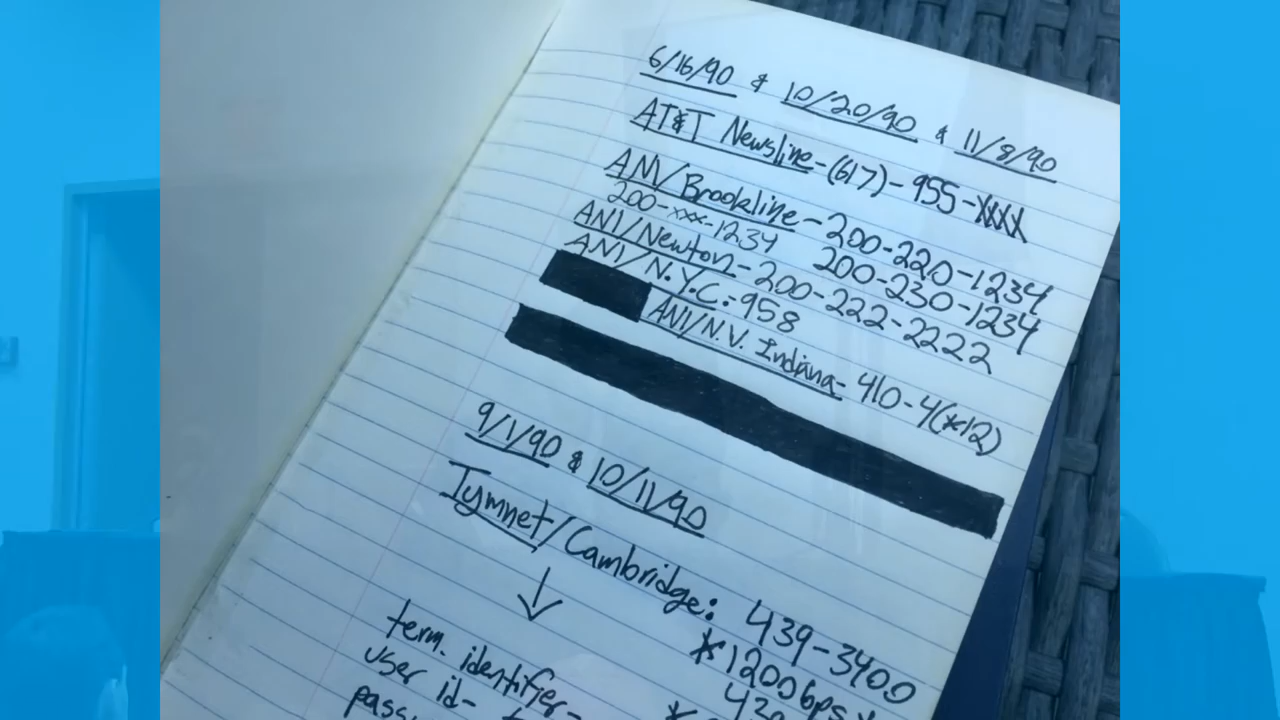 6/16/90 & 10/20/90 & 11/8/90
AT&T Newsline - (617) - 955 - XXXX
ANI/Brookline - 200-220-1234
200-xxx-1234 200-230-1234
ANI/Newton - 200-222-2222
ANI/N.Y.C.: 958
ANI/N.V. Indiana - 410-4(*12)
9/1/90 & 10/11/90
Tymnet/Cambridge: 439-3400
*1200bps*
term. identifier-
user id-